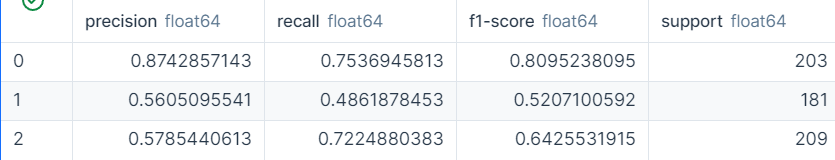 precision float64 recall float64 f1-score float64 support float64
0 0.8742857143 0.7536945813 0.8095238095 203
1 0.5605095541 0.4861878453 0.5207100592 181
2 0.5785440613 0.7224880383 0.6425531915 209